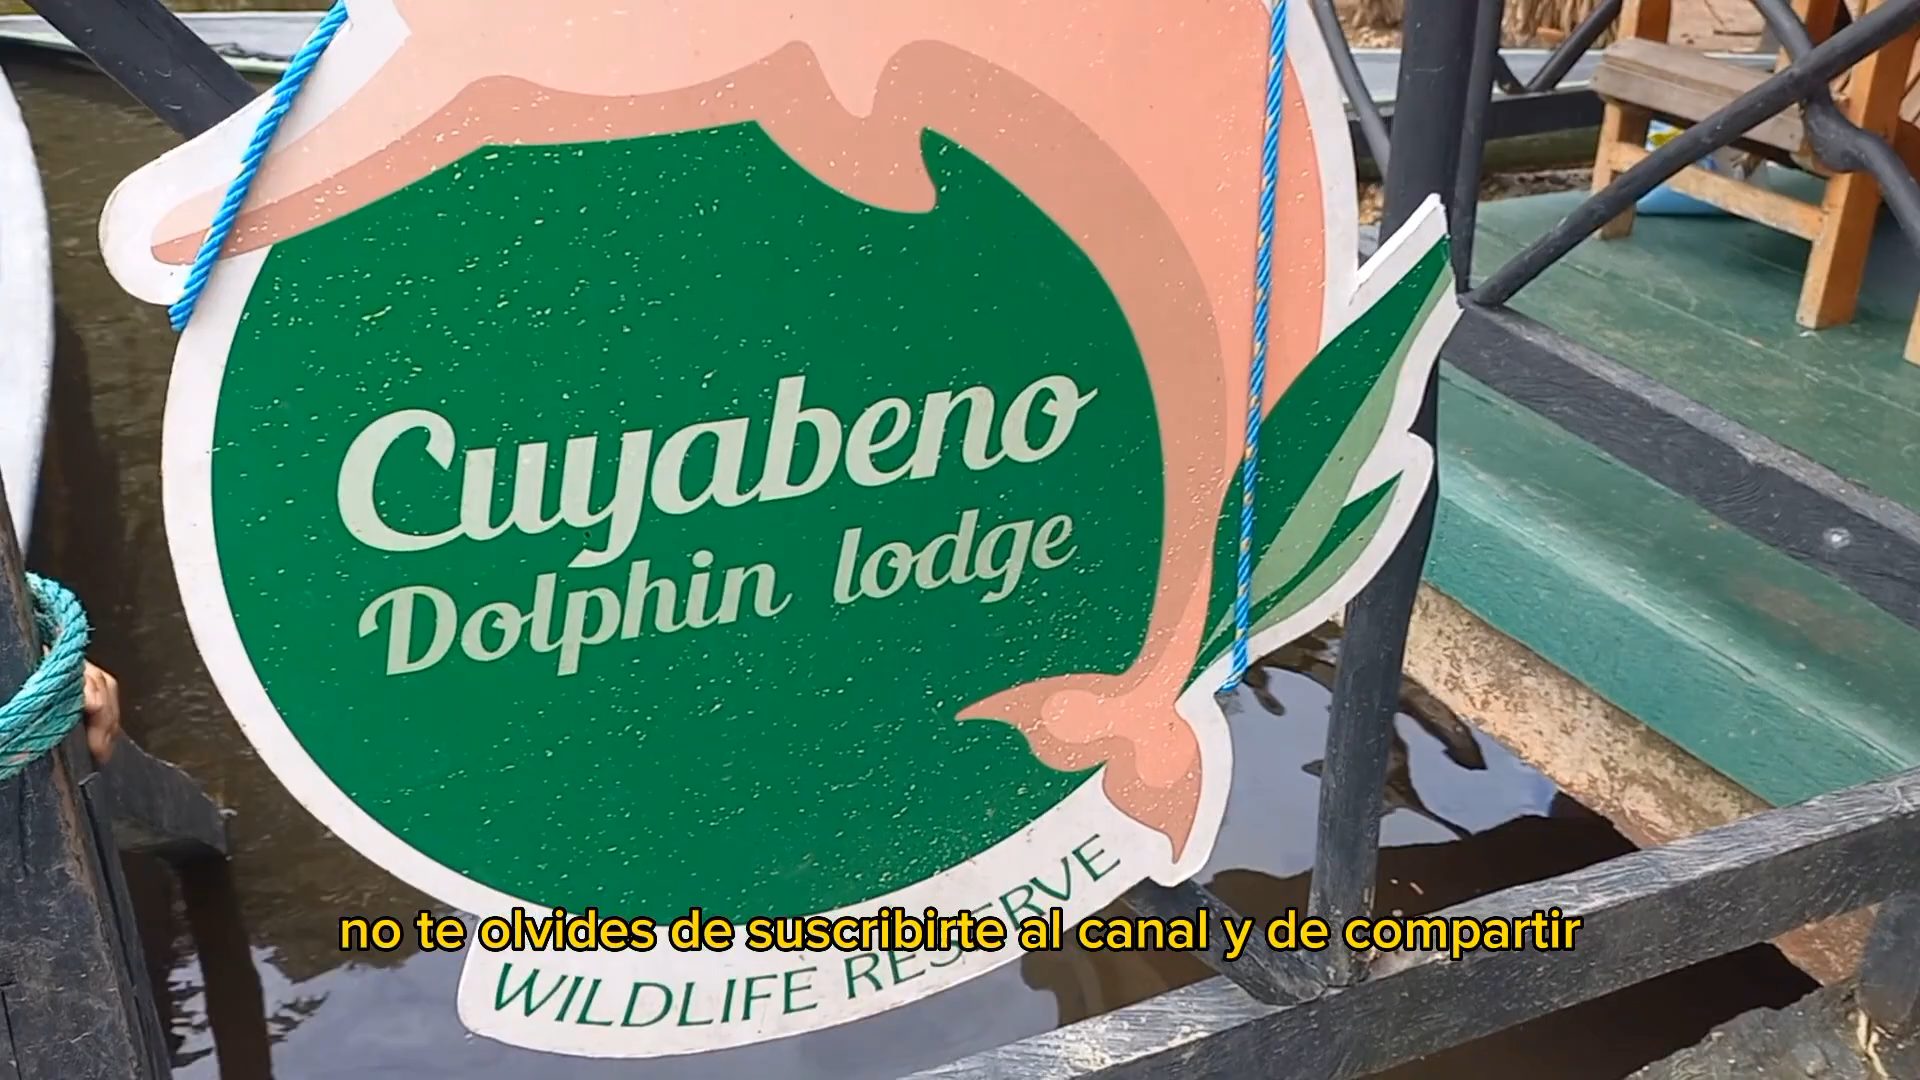 Cuyabeno
Dolphin lodge
WILDLIFE RESERVE
no te olvides de suscribirte al canal y de compartir